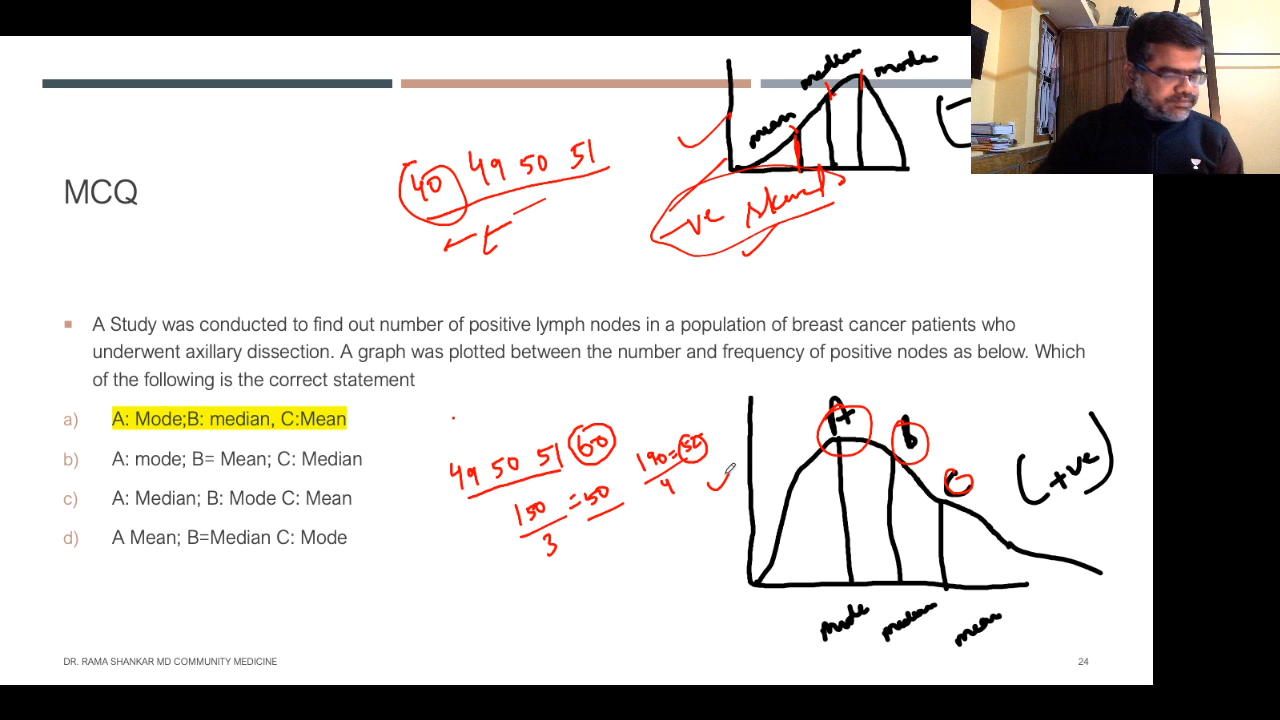 median
mode
mean
40 49 50 51
-ve skewed
MCQ
A Study was conducted to find out number of positive lymph nodes in a population of breast cancer patients who
underwent axillary dissection. A graph was plotted between the number and frequency of positive nodes as below. Which
of the following is the correct statement
a) A: Mode;B: median, C:Mean
b) A: mode; B= Mean; C: Median
c) A: Median; B: Mode C: Mean
d) A Mean; B=Median C: Mode
49 50 51 60
150/3 = 50
190=
4
A
b
C
(+ve)
mode median mean
DR. RAMA SHANKAR MD COMMUNITY MEDICINE
24